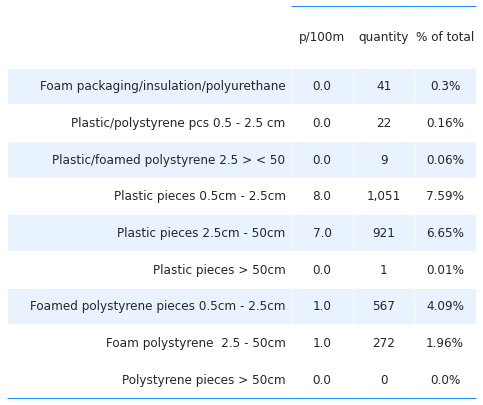 p/100m quantity % of total
Foam packaging/insulation/polyurethane 0.0 41 0.3%
Plastic/polystyrene pcs 0.5 - 2.5 cm 0.0 22 0.16%
Plastic/foamed polystyrene 2.5 > < 50 0.0 9 0.06%
Plastic pieces 0.5cm - 2.5cm 8.0 1,051 7.59%
Plastic pieces 2.5cm - 50cm 7.0 921 6.65%
Plastic pieces > 50cm 0.0 1 0.01%
Foamed polystyrene pieces 0.5cm - 2.5cm 1.0 567 4.09%
Foam polystyrene  2.5 - 50cm 1.0 272 1.96%
Polystyrene pieces > 50cm 0.0 0 0.0%